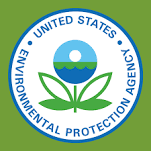 UNITED STATES
ENVIRONMENTAL PROTECTION AGENCY